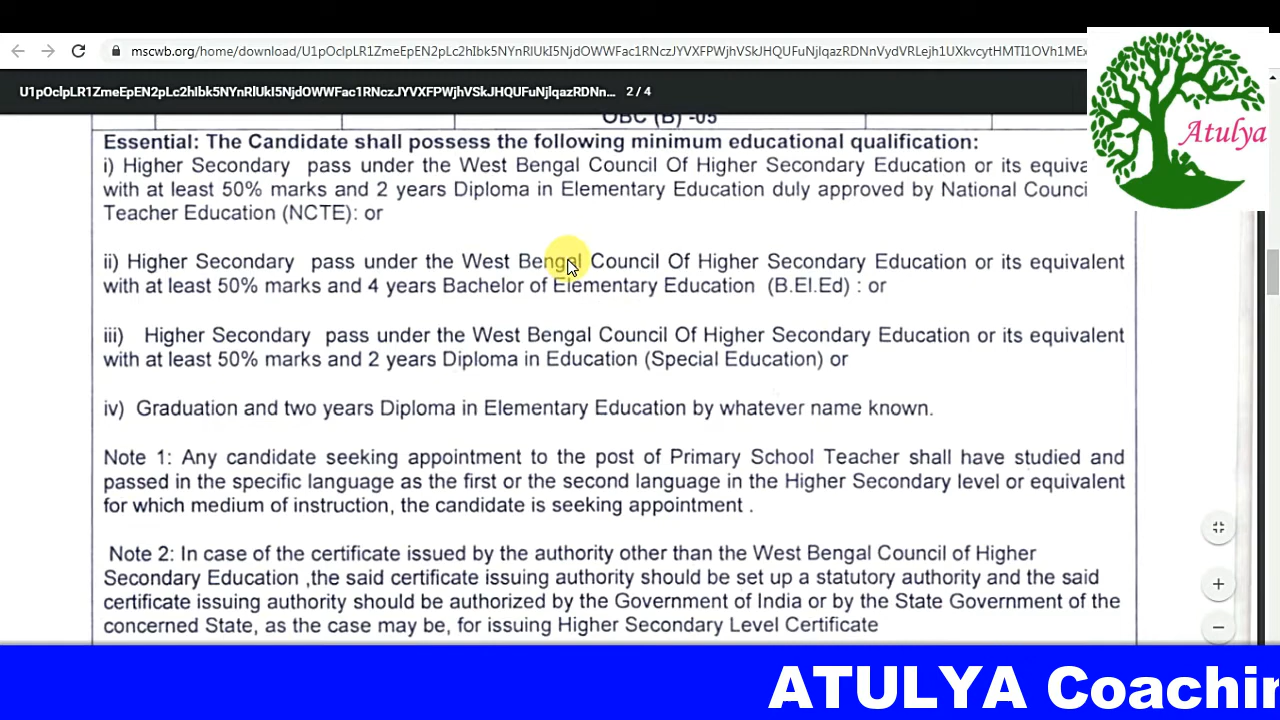 mscwb.org/home/download/U1pOclpLR1ZmeEpEN2pLc2hIbk5NYnRlUkI5NjdOWWFac1RNczJYVXFPWjhVSkJHQUFuNjlqazRDNnVydVRLejh1UXkvcytHMTI1OVh1MEx
Atulya
U1pOclpLR1ZmeEpEN2pLc2hIbk5NYnRlUkI5NjdOWWFac1RNczJYVXFPWjhVSkJHQUFuNjlqazRDNn... 2/4
OBC (B) -05
Essential: The Candidate shall possess the following minimum educational qualification:
i) Higher Secondary pass under the West Bengal Council Of Higher Secondary Education or its equiva
with at least 50% marks and 2 years Diploma in Elementary Education duly approved by National Counci
Teacher Education (NCTE): or
ii) Higher Secondary pass under the West Bengal Council Of Higher Secondary Education or its equivalent
with at least 50% marks and 4 years Bachelor of Elementary Education (B.El.Ed) : or
iii) Higher Secondary pass under the West Bengal Council Of Higher Secondary Education or its equivalent
with at least 50% marks and 2 years Diploma in Education (Special Education) or
iv) Graduation and two years Diploma in Elementary Education by whatever name known.
Note 1: Any candidate seeking appointment to the post of Primary School Teacher shall have studied and
passed in the specific language as the first or the second language in the Higher Secondary level or equivalent
for which medium of instruction, the candidate is seeking appointment .
Note 2: In case of the certificate issued by the authority other than the West Bengal Council of Higher
Secondary Education ,the said certificate issuing authority should be set up a statutory authority and the said
certificate issuing authority should be authorized by the Government of India or by the State Government of the
concerned State, as the case may be, for issuing Higher Secondary Level Certificate
ATULYA Coachin